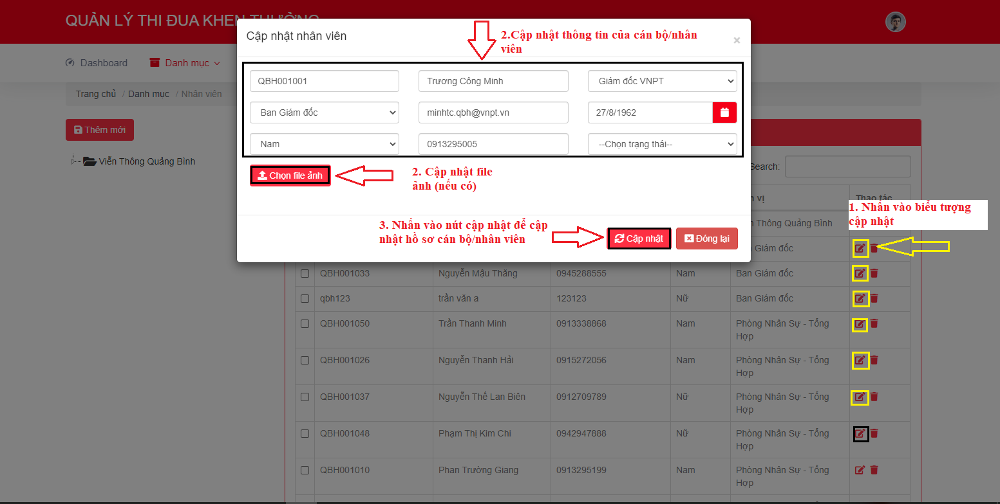 QUẢN LÝ THI ĐUA KHEN THƯỞNG
Cập nhật nhân viên
×
2.Cập nhật thông tin của cán bộ/nhân
viên
Dashboard
Danh mục
Trang chủ / Danh mục / Nhân viên
QBH001001
Trương Công Minh
Giám đốc VNPT
Ban Giám đốc
minhtc.qbh@vnpt.vn
27/8/1962
Nam
0913295005
--Chọn trạng thái--
Chọn file ảnh
2. Cập nhật file
ảnh (nếu có)
3. Nhấn vào nút cập nhật để cập
nhật hồ sơ cán bộ/nhân viên
Cập nhật
Đóng lại
Thêm mới
Viễn Thông Quảng Bình
Search:
vị
Thao tác
1. Nhấn vào biểu tượng
cập nhật
Thông Quảng Bình
Giám đốc
QBH001033 Nguyễn Mậu Thăng 0945288555 Nam Ban Giám đốc
qbh123 trần văn a 123123 Nữ Ban Giám đốc
QBH001050 Trần Thanh Minh 0913338868 Nam Phòng Nhân Sự - Tổng
Hợp
QBH001026 Nguyễn Thanh Hải 0915272056 Nam Phòng Nhân Sự - Tổng
Hợp
QBH001037 Nguyễn Thế Lan Biên 0912709789 Nữ Phòng Nhân Sự - Tổng
Hợp
QBH001048 Phạm Thị Kim Chi 0942947888 Nữ Phòng Nhân Sự - Tổng
Hợp
QBH001010 Phan Trường Giang 0913295199 Nam Phòng Nhân Sự - Tổng
Hợp